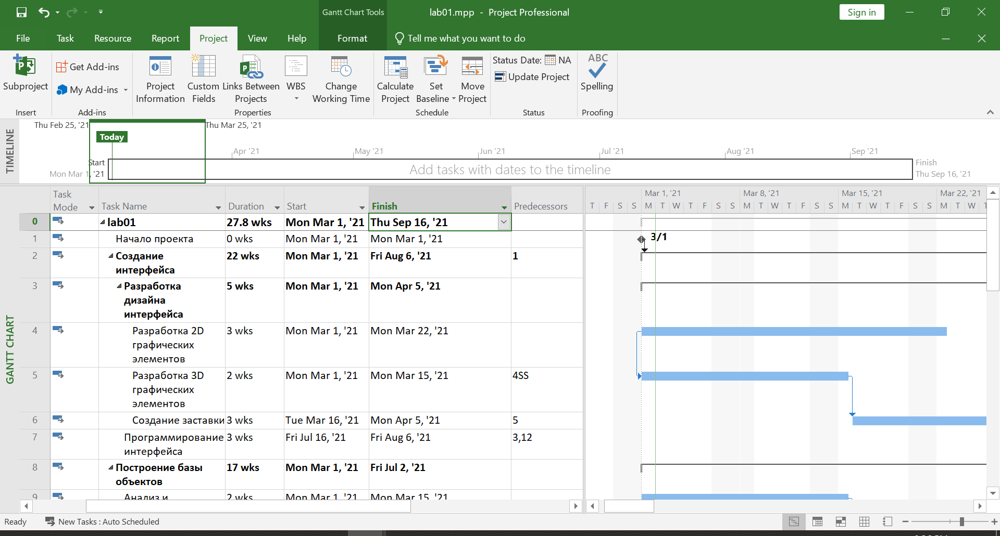 Gantt Chart Tools
lab01.mpp - Project Professional
Sign in
File Task Resource Report Project View Help Format Tell me what you want to do
Subproject
Insert
Get Add-ins
My Add-ins
Add-ins
Project Information
Custom Fields
Links Between Projects
WBS
Change Working Time
Properties
Calculate Project
Set Baseline
Move Project
Schedule
Status Date: NA
Update Project
Status
ABC
Spelling
Proofing
TIMELINE
Thu Feb 25, '21
Thu Mar 25, '21
Today
Apr '21 May '21 Jun '21 Jul '21 Aug '21 Sep '21
Start
Mon Mar 1, '21
Add tasks with dates to the timeline
Finish
Thu Sep 16, '21
GANTT CHART
Task Mode Task Name Duration Start Finish Predecessors
Mar 1, '21 Mar 8, '21 Mar 15, '21 Mar 22, '21
T F S S M T W T F S S M T W T F S S M T W T F S S M T W
0 lab01 27.8 wks Mon Mar 1, '21 Thu Sep 16, '21
1 Начало проекта 0 wks Mon Mar 1, '21 Mon Mar 1, '21
3/1
2 Создание интерфейса 22 wks Mon Mar 1, '21 Fri Aug 6, '21 1
3 Разработка дизайна интерфейса 5 wks Mon Mar 1, '21 Mon Apr 5, '21
4 Разработка 2D графических элементов 3 wks Mon Mar 1, '21 Mon Mar 22, '21
5 Разработка 3D графических элементов 2 wks Mon Mar 1, '21 Mon Mar 15, '21 4SS
6 Создание заставки 3 wks Tue Mar 16, '21 Mon Apr 5, '21 5
7 Программирование интерфейса 3 wks Fri Jul 16, '21 Fri Aug 6, '21 3,12
8 Построение базы объектов 17 wks Mon Mar 1, '21 Fri Jul 2, '21
9 Анализ и 2 wks Mon Mar 1, '21 Mon Mar 15, '21
Ready New Tasks : Auto Scheduled